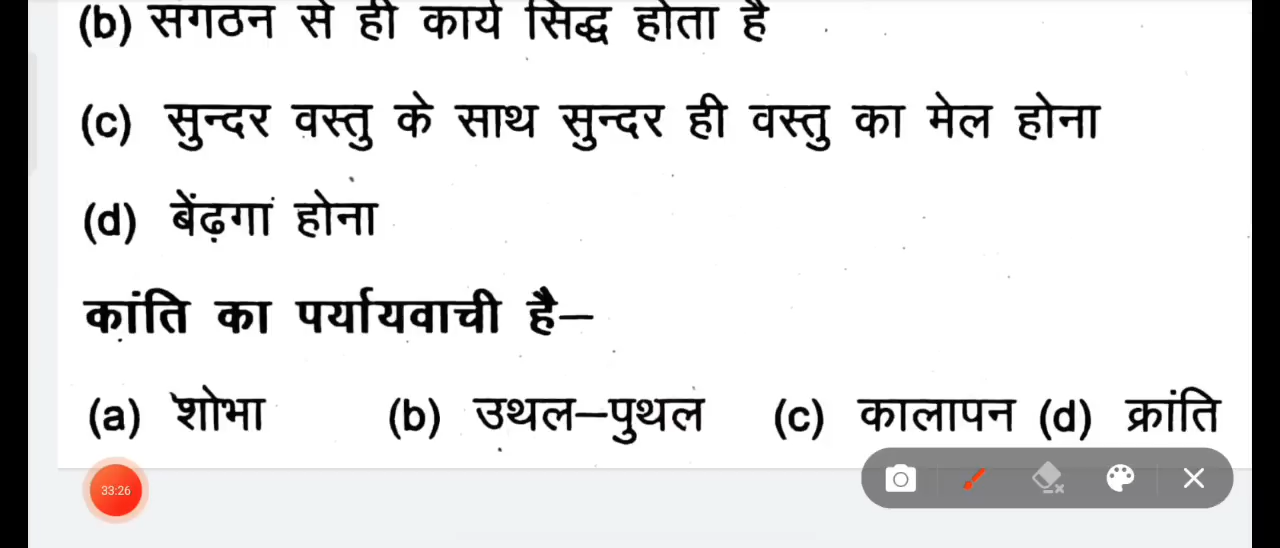 (b) संगठन से ही कार्य सिद्ध होता है
(c) सुन्दर वस्तु के साथ सुन्दर ही वस्तु का मेल होना
(d) बेंढ़गां होना
कांति का पर्यायवाची है–
(a) शोभा (b) उथल–पुथल (c) कालापन (d) क्रांति
33:26